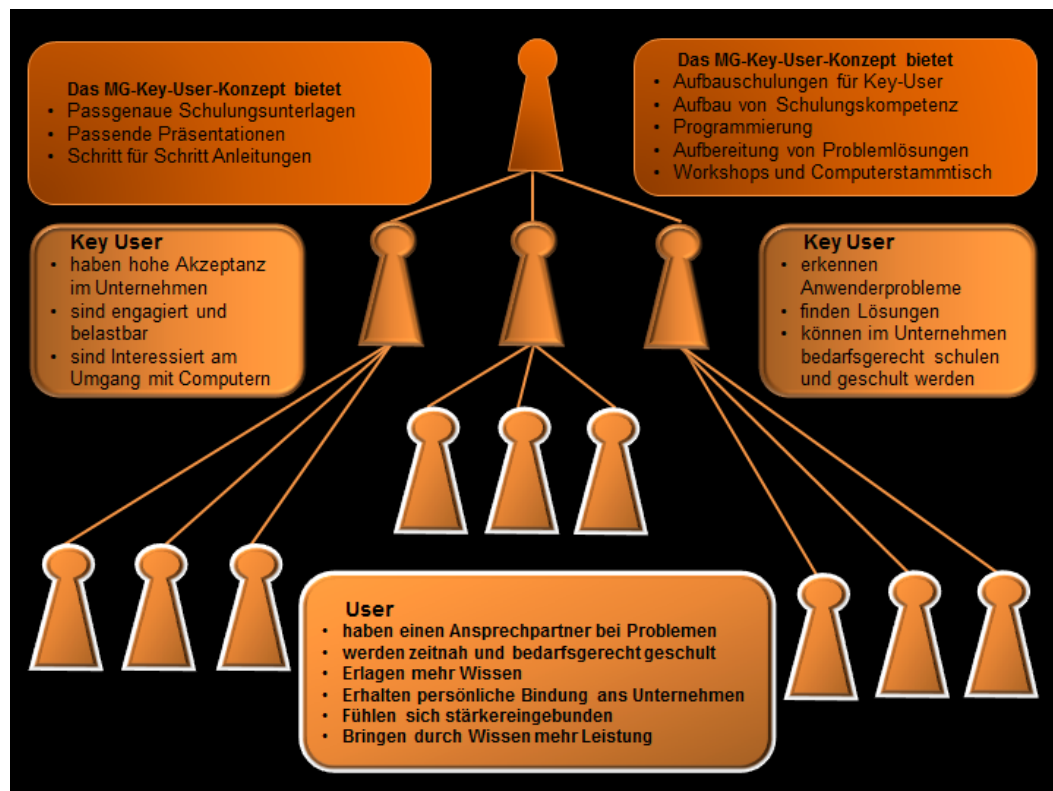 Das MG-Key-User-Konzept bietet
• Passgenaue Schulungsunterlagen
• Passende Präsentationen
• Schritt für Schritt Anleitungen
Das MG-Key-User-Konzept bietet
• Aufbauschulungen für Key-User
• Aufbau von Schulungskompetenz
• Programmierung
• Aufbereitung von Problemlösungen
• Workshops und Computerstammtisch
Key User
• haben hohe Akzeptanz
im Unternehmen
• sind engagiert und
belastbar
• sind Interessiert am
Umgang mit Computern
Key User
• erkennen
Anwenderprobleme
• finden Lösungen
• können im Unternehmen
bedarfsgerecht schulen
und geschult werden
User
• haben einen Ansprechpartner bei Problemen
• werden zeitnah und bedarfsgerecht geschult
• Erlagen mehr Wissen
• Erhalten persönliche Bindung ans Unternehmen
• Fühlen sich stärkereingebunden
• Bringen durch Wissen mehr Leistung